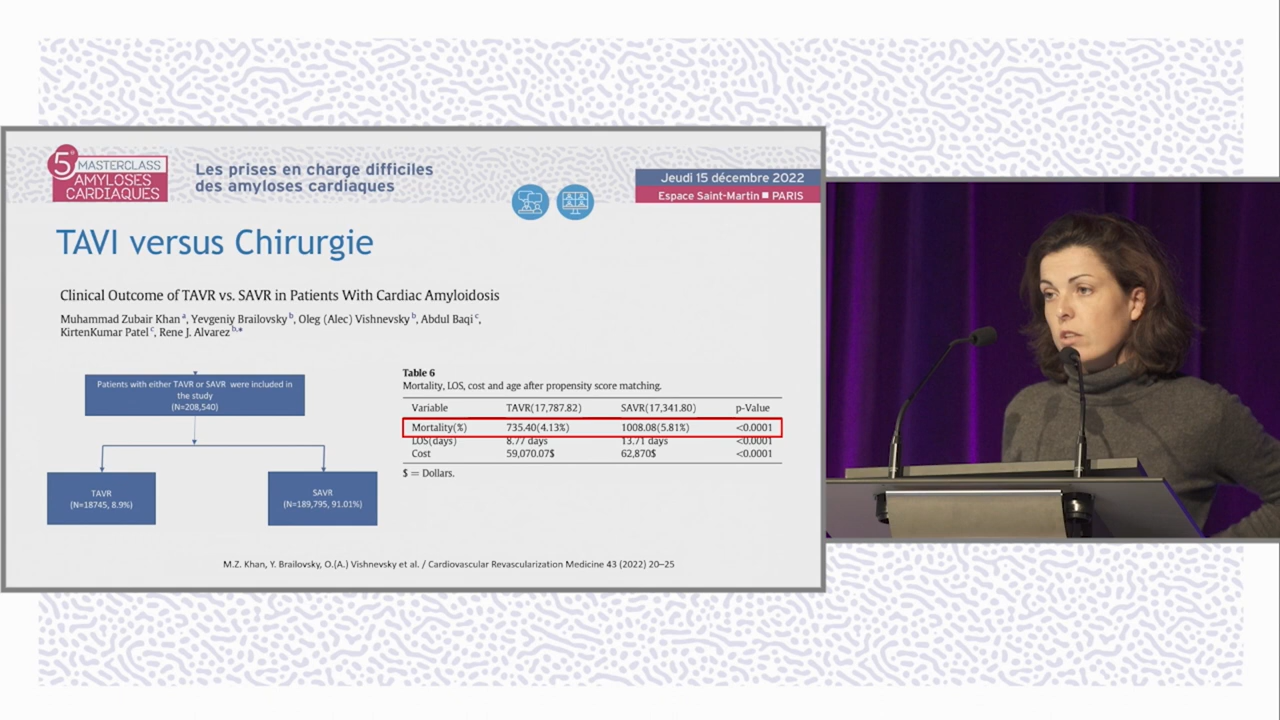 5e MASTERCLASS
AMYLOSES
CARDIAQUES
Les prises en charge difficiles
des amyloses cardiaques
Jeudi 15 décembre 2022
Espace Saint-Martin ■ PARIS
TAVI versus Chirurgie
Clinical Outcome of TAVR vs. SAVR in Patients With Cardiac Amyloidosis
Muhammad Zubair Khan a, Yevgeniy Brailovsky b, Oleg (Alec) Vishnevsky b, Abdul Baqi c,
KirtenKumar Patel c, Rene J. Alvarez b,*
Patients with either TAVR or SAVR were included in
the study
(N=208,540)
TAVR
(N=18745, 8.9%)
SAVR
(N=189,795, 91.01%)
Table 6
Mortality, LOS, cost and age after propensity score matching.
Variable TAVR(17,787.82) SAVR(17,341.80) p-Value
Mortality(%) 735.40(4.13%) 1008.08(5.81%) <0.0001
LOS(days) 8.77 days 13.71 days <0.0001
Cost 59,070.07$ 62,870$ <0.0001
$ = Dollars.
M.Z. Khan, Y. Brailovsky, O.(A.) Vishnevsky et al. / Cardiovascular Revascularization Medicine 43 (2022) 20–25